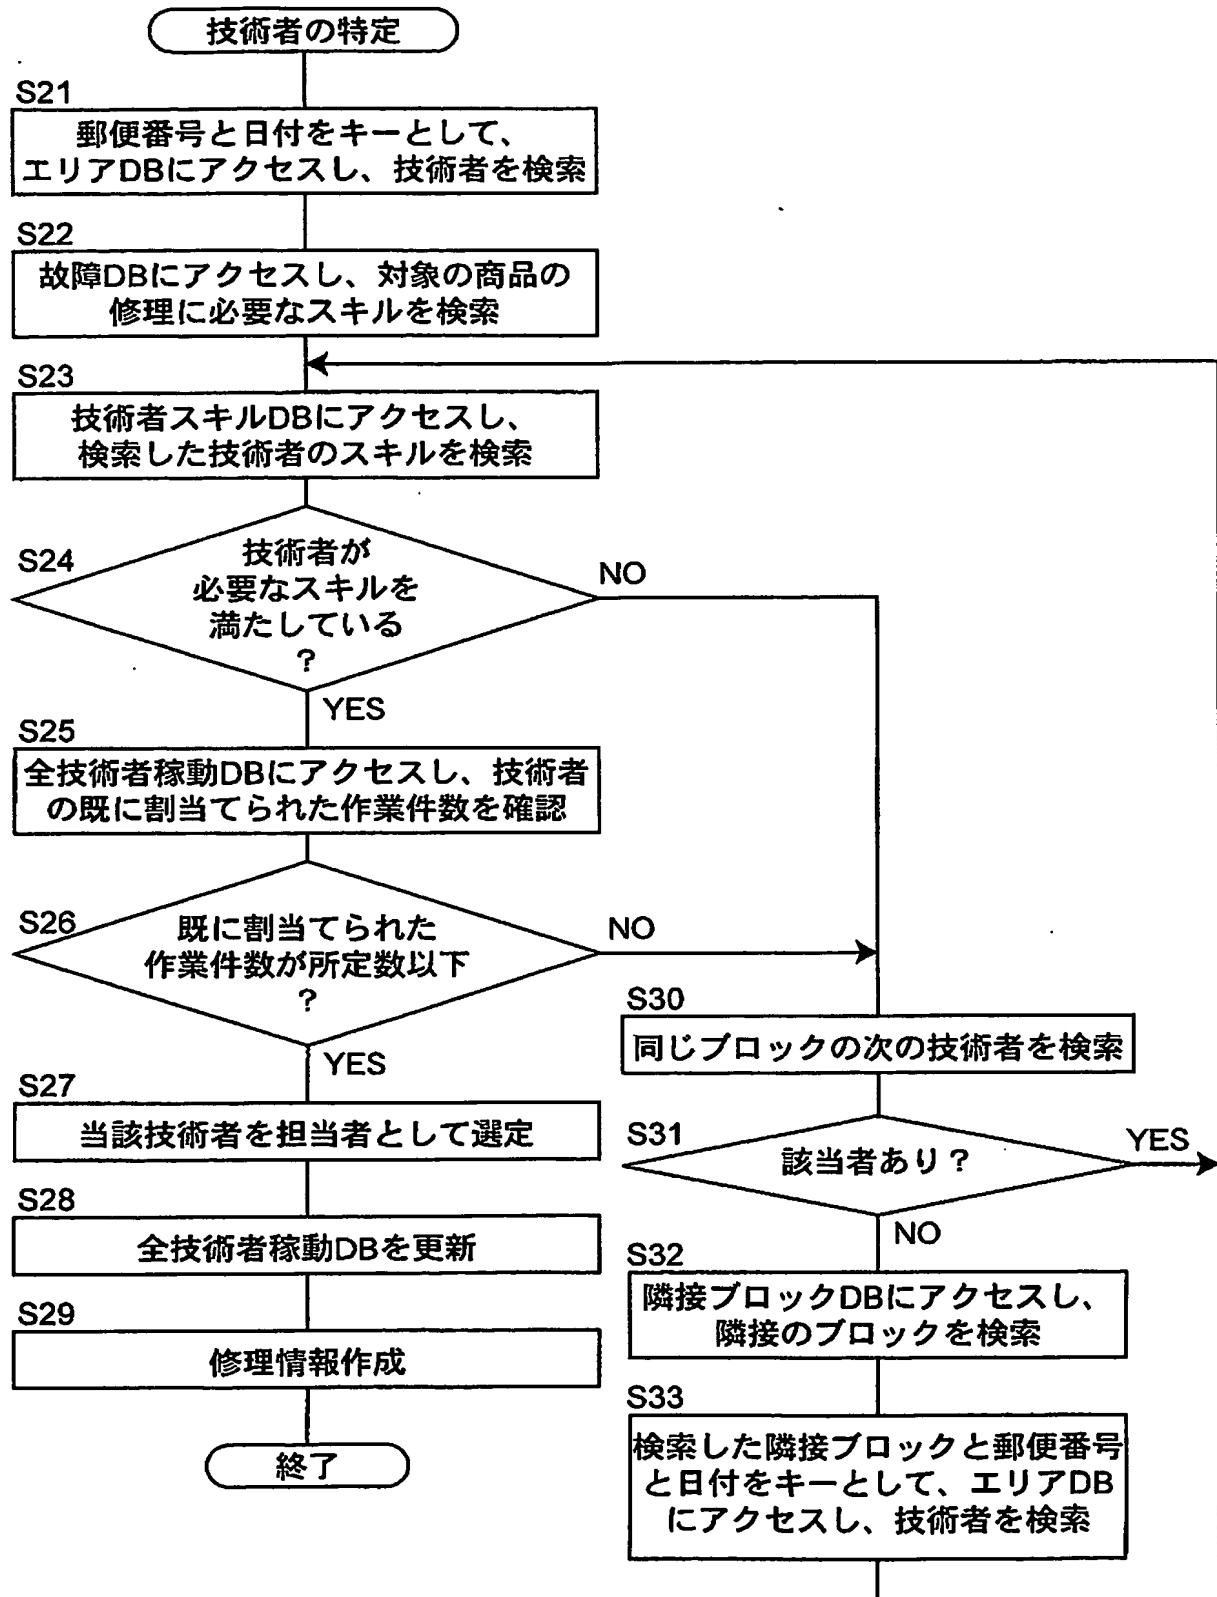 技術者の特定
S21
郵便番号と日付をキーとして、
エリアDBにアクセスし、技術者を検索
S22
故障DBにアクセスし、対象の商品の
修理に必要なスキルを検索
S23
技術者スキルDBにアクセスし、
検索した技術者のスキルを検索
S24
技術者が
必要なスキルを
満たしている
?
NO
YES
S25
全技術者稼動DBにアクセスし、技術者
の既に割当てられた作業件数を確認
S26
既に割当てられた
作業件数が所定数以下
?
NO
YES
S27
当該技術者を担当者として選定
S28
全技術者稼動DBを更新
S29
修理情報作成
終了
S30
同じブロックの次の技術者を検索
S31
該当者あり?
YES
NO
S32
隣接ブロックDBにアクセスし、
隣接のブロックを検索
S33
検索した隣接ブロックと郵便番号
と日付をキーとして、エリアDB
にアクセスし、技術者を検索